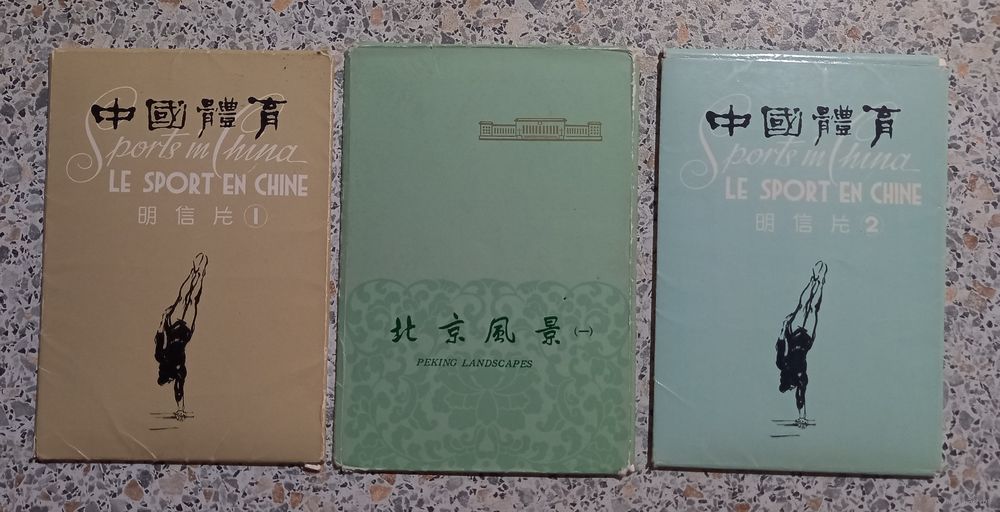 中國體育
Sports in China
LE SPORT EN CHINE
明信片 1
北京風景 (一)
PEKING LANDSCAPES
中國體育
Sports in China
LE SPORT EN CHINE
明信片 2